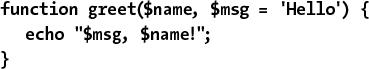 function greet($name, $msg = 'Hello') {
   echo "$msg, $name!";
}